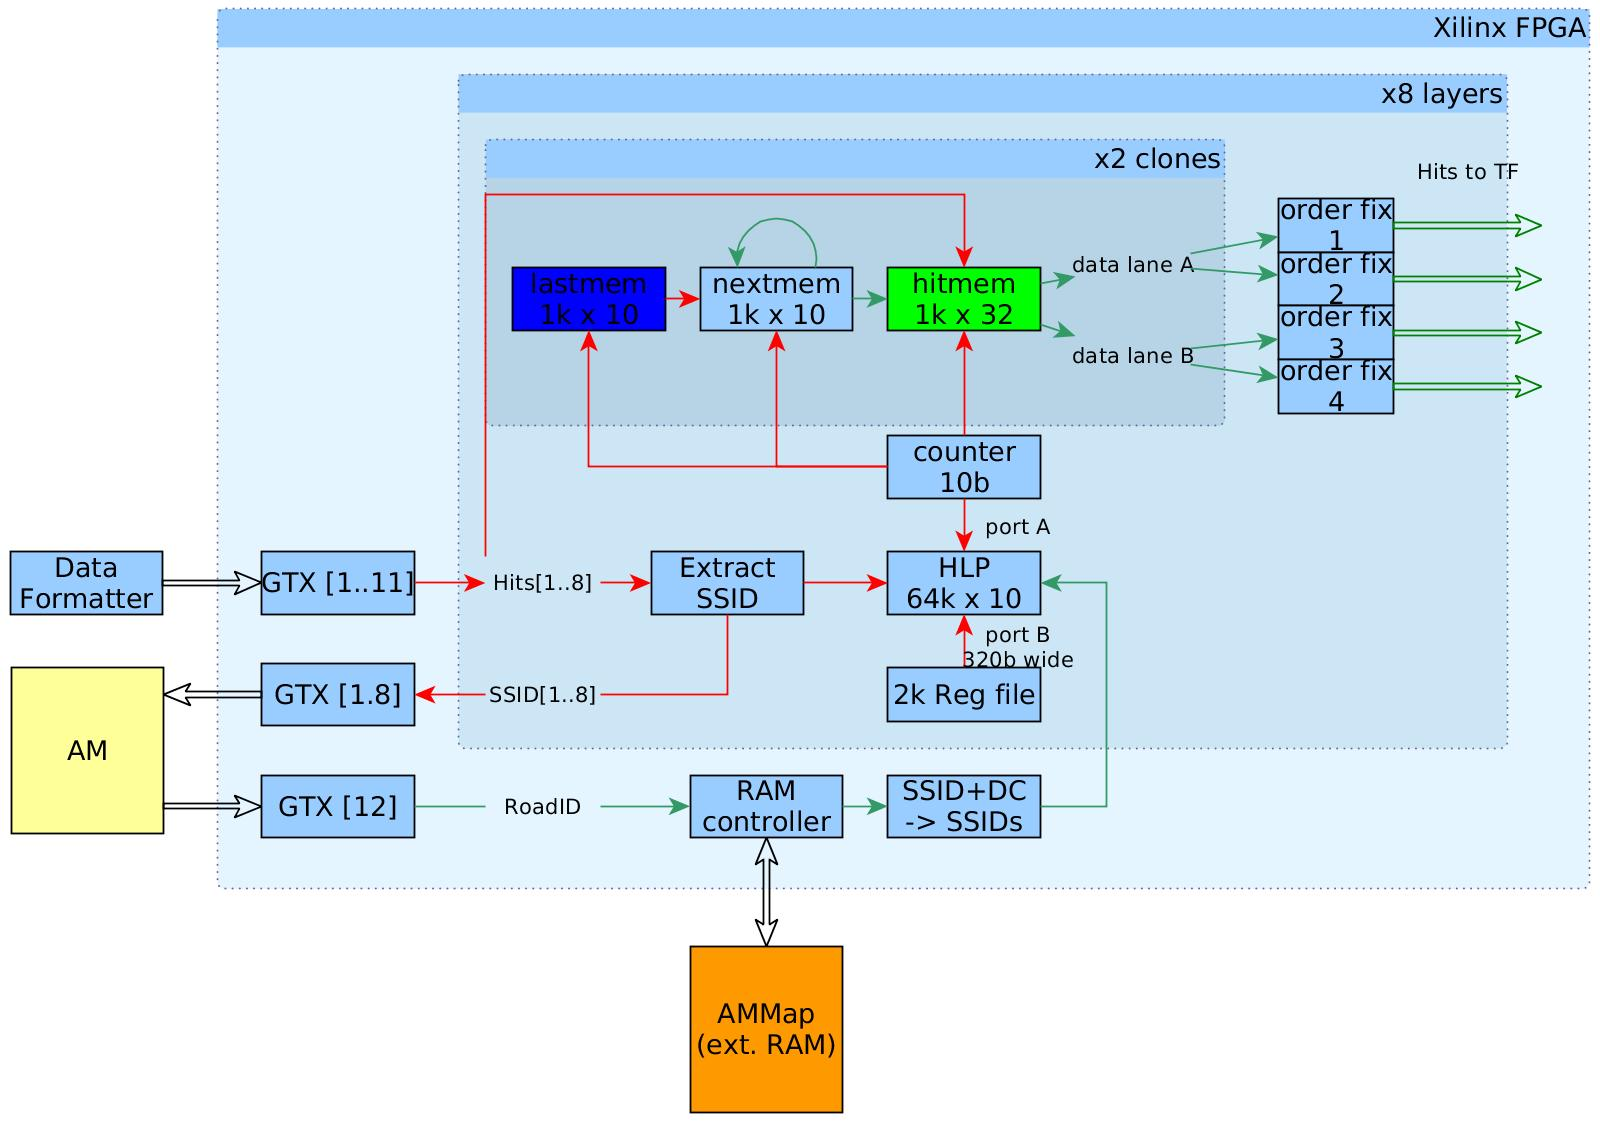 Xilinx FPGA
x8 layers
x2 clones
Hits to TF
lastmem
1k x 10
nextmem
1k x 10
hitmem
1k x 32
data lane A
data lane B
order fix
1
order fix
2
order fix
3
order fix
4
counter
10b
port A
Data
Formatter
GTX [1..11]
Hits[1..8]
Extract
SSID
HLP
64k x 10
port B
320b wide
AM
GTX [1.8]
SSID[1..8]
2k Reg file
GTX [12]
RoadID
RAM
controller
SSID+DC
-> SSIDs
AMMap
(ext. RAM)